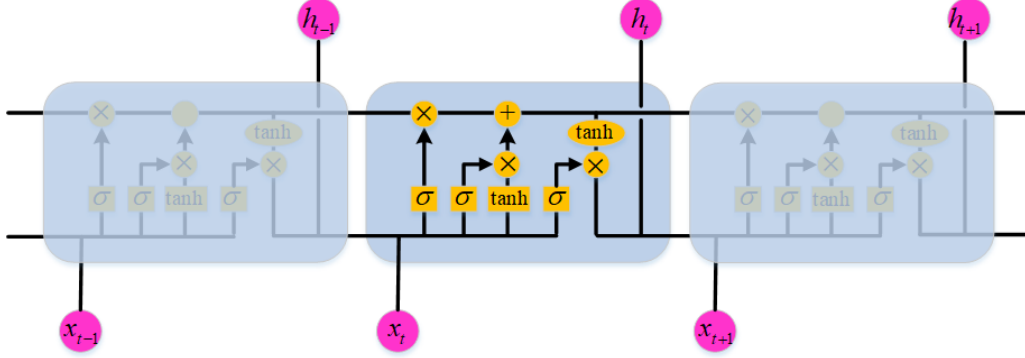 h_{t-1} h_t h_{t+1}
× × + ×
tanh tanh tanh
× × × × × ×
σ σ tanh σ σ σ tanh σ σ σ tanh σ
x_{t-1} x_t x_{t+1}